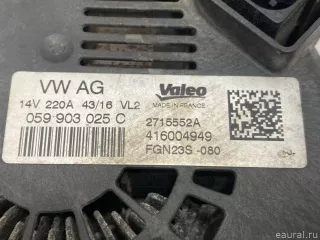 VW AG
14V 220A 43/16 VL2
059 903 025 C
Valeo
MADE IN FRANCE
2715552A
416004949
FGN23S -080
eaural.ru